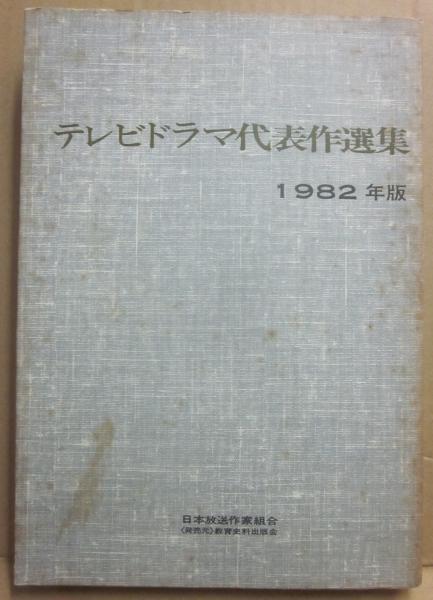 テレビドラマ代表作選集
1982年版
日本放送作家組合
〈発売元〉教育史料出版会